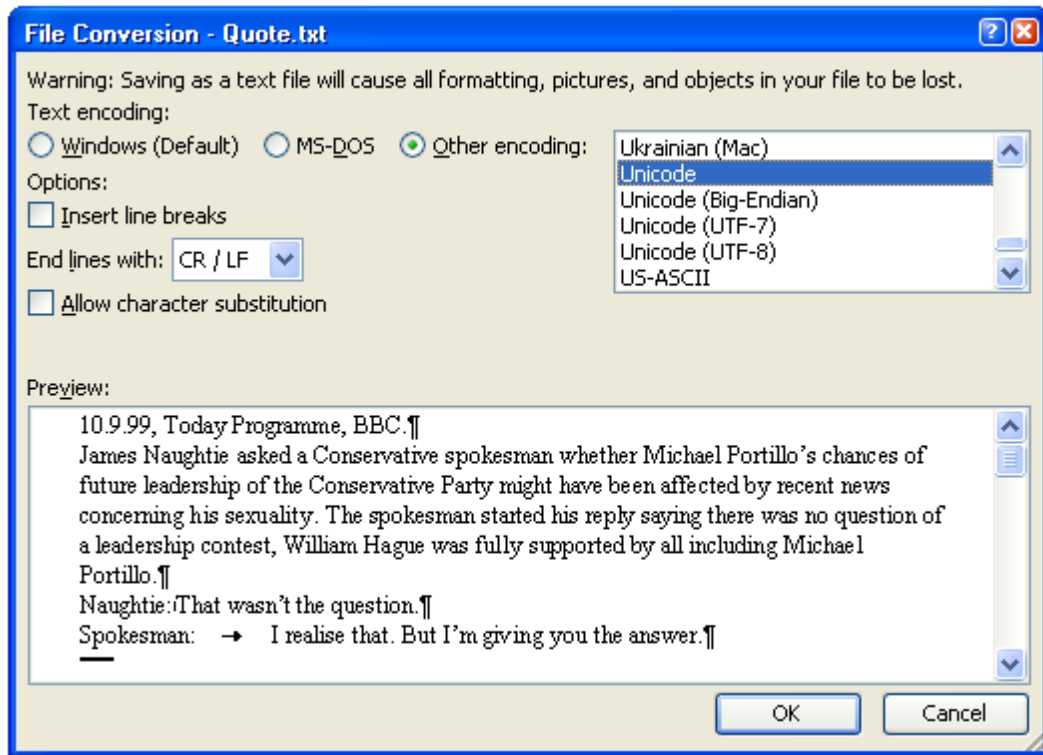 File Conversion - Quote.txt
Warning: Saving as a text file will cause all formatting, pictures, and objects in your file to be lost.
Text encoding:
Windows (Default) MS-DOS Other encoding:
Ukrainian (Mac)
Unicode
Unicode (Big-Endian)
Unicode (UTF-7)
Unicode (UTF-8)
US-ASCII
Options:
Insert line breaks
End lines with: CR / LF
Allow character substitution
Preview:
10.9.99, Today Programme, BBC.¶
James Naughtie asked a Conservative spokesman whether Michael Portillo’s chances of
future leadership of the Conservative Party might have been affected by recent news
concerning his sexuality. The spokesman started his reply saying there was no question of
a leadership contest, William Hague was fully supported by all including Michael
Portillo.¶
Naughtie: That wasn’t the question.¶
Spokesman: → I realise that. But I’m giving you the answer.¶
OK Cancel